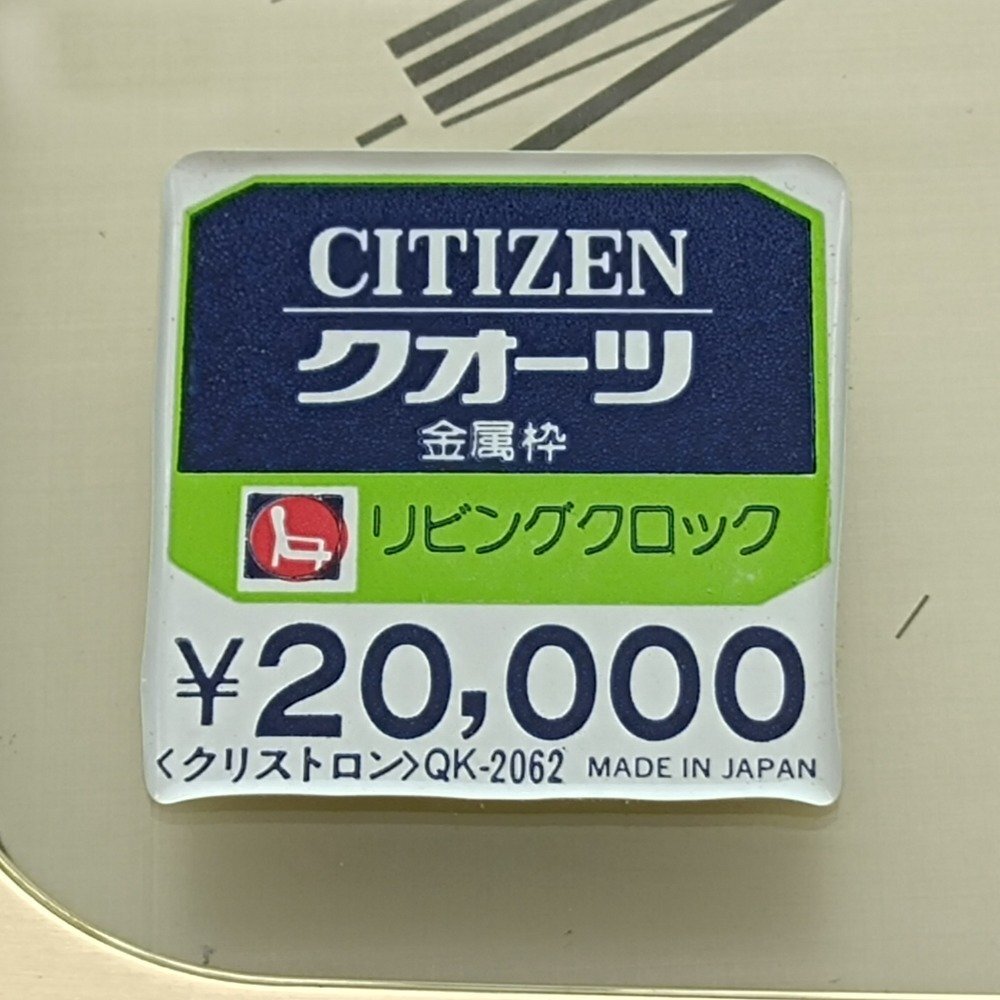 CITIZEN
クオーツ
金属枠
リビングクロック
¥20,000
<クリストロン>QK-2062 MADE IN JAPAN